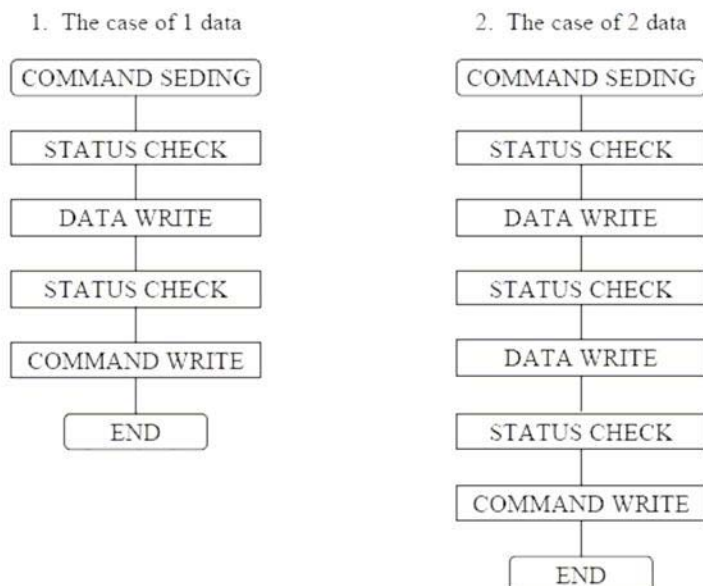 1. The case of 1 data
COMMAND SEDING
STATUS CHECK
DATA WRITE
STATUS CHECK
COMMAND WRITE
END
2. The case of 2 data
COMMAND SEDING
STATUS CHECK
DATA WRITE
STATUS CHECK
DATA WRITE
STATUS CHECK
COMMAND WRITE
END